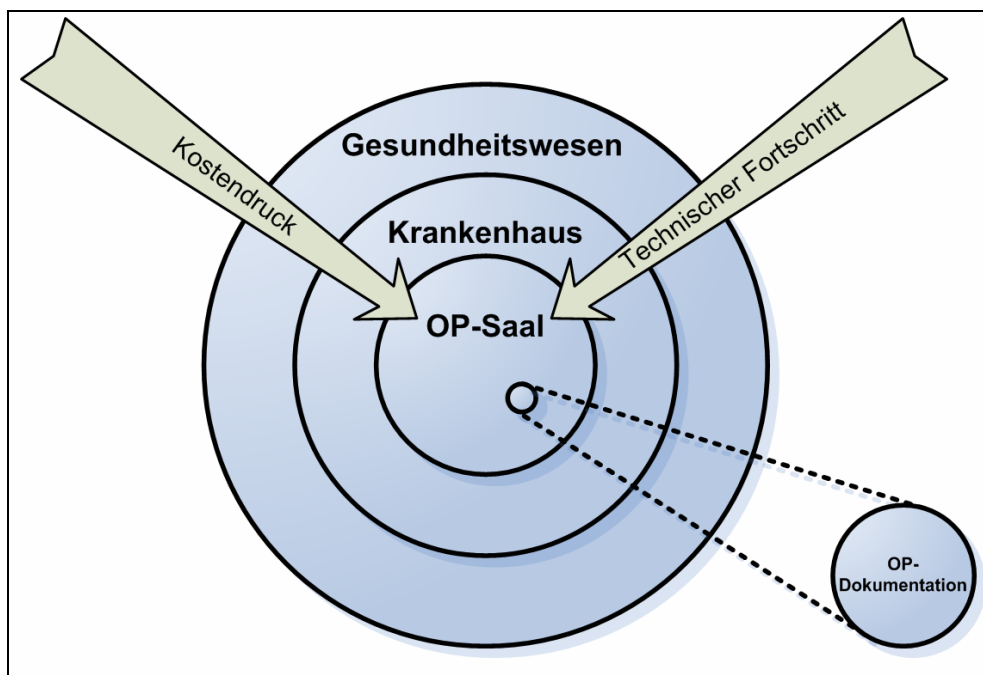 Gesundheitswesen
Kostendruck
Technischer Fortschritt
Krankenhaus
OP-Saal
OP-
Dokumentation